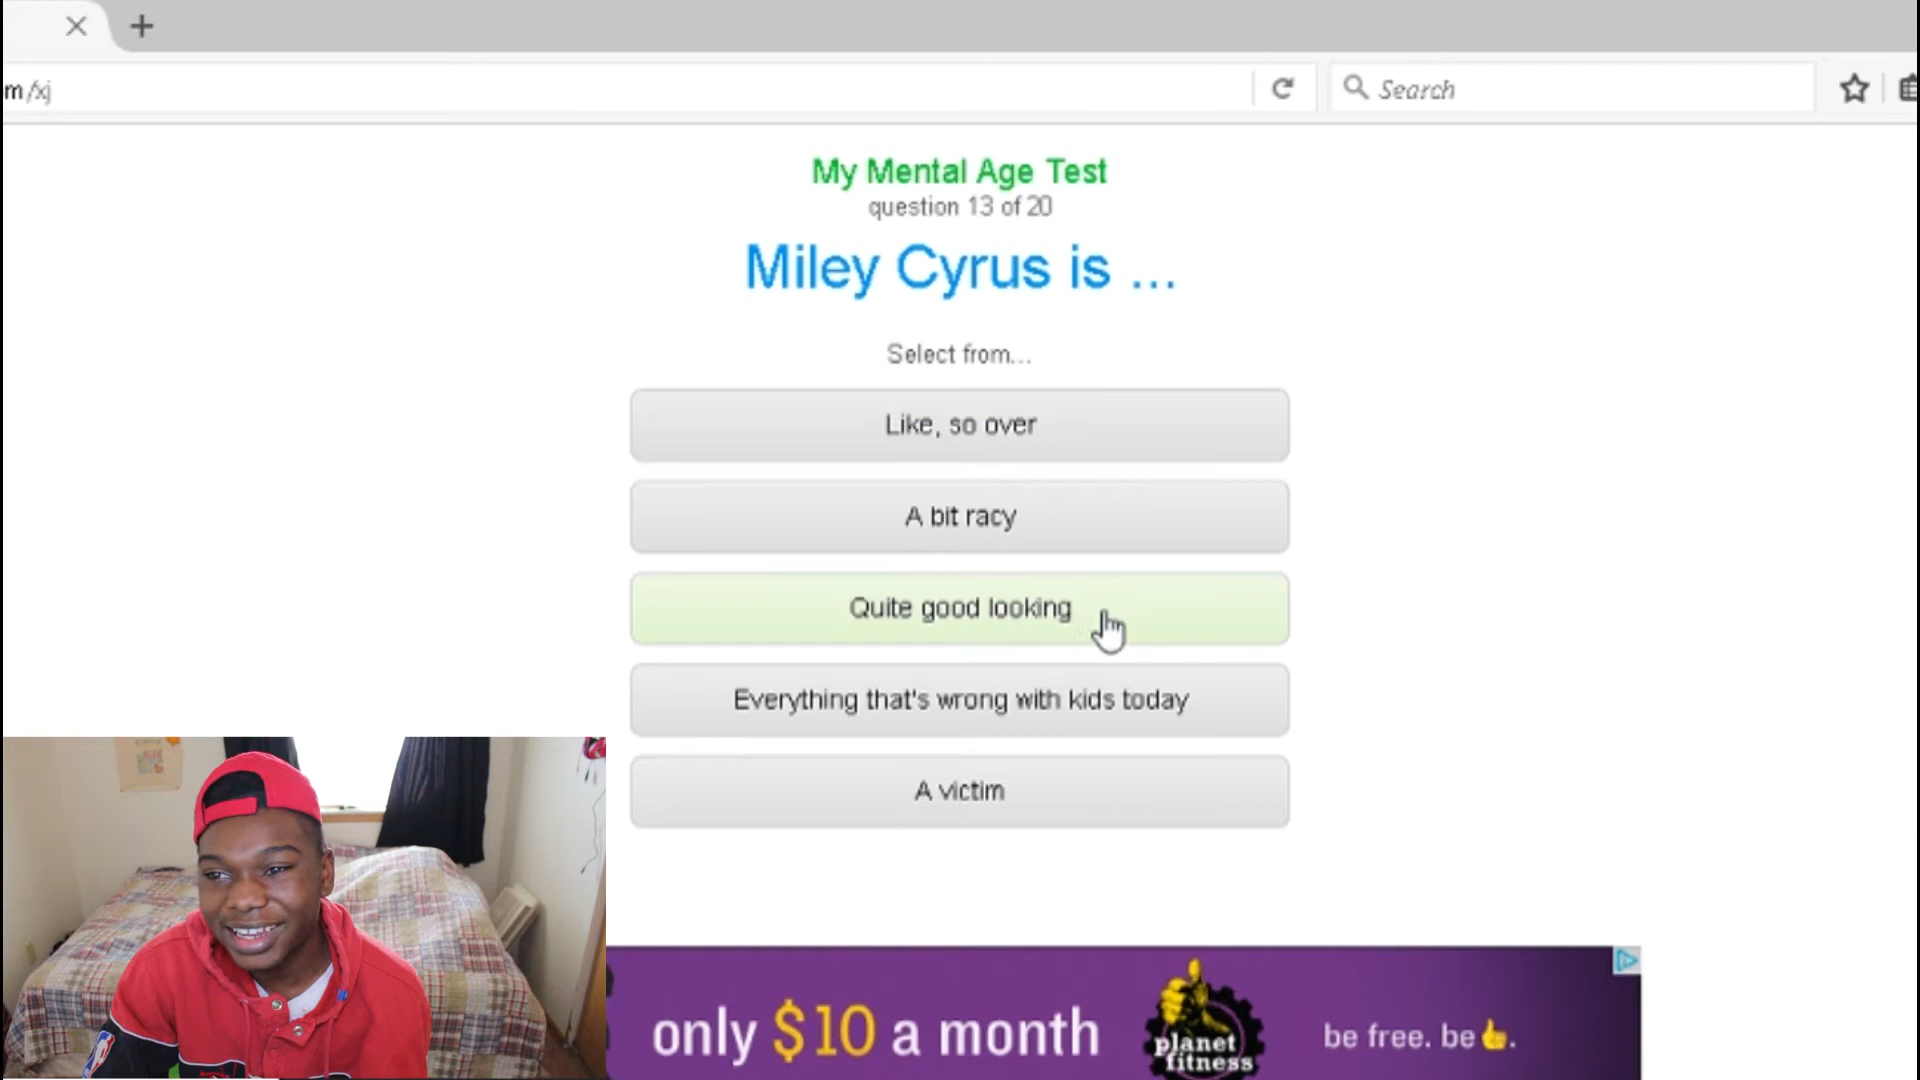 m/xj
Search
My Mental Age Test
question 13 of 20
Miley Cyrus is ...
Select from...
Like, so over
A bit racy
Quite good looking
Everything that's wrong with kids today
A victim
only $10 a month
planet
fitness
be free. be .